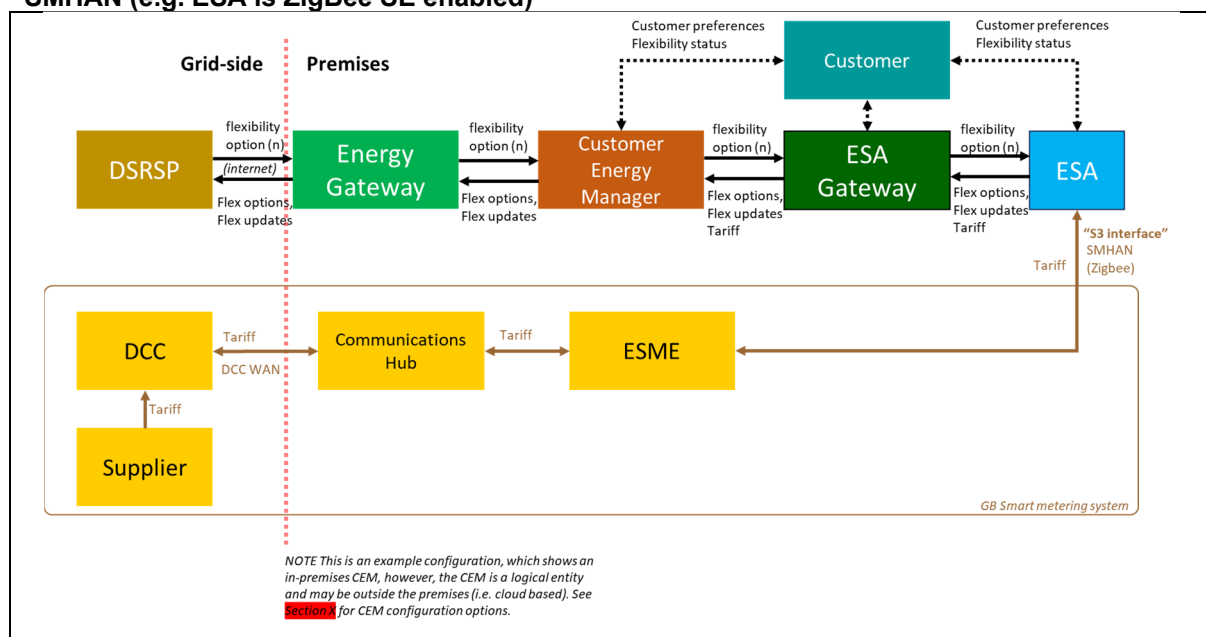 SMHAN (e.g. ESA is ZigBee SE enabled)
Customer preferences
Flexibility status
Customer preferences
Flexibility status
Customer
Grid-side
Premises
DSRSP
flexibility
option (n)
(internet)
Flex options,
Flex updates
Energy
Gateway
flexibility
option (n)
Flex options,
Flex updates
Customer
Energy
Manager
flexibility
option (n)
Flex options,
Flex updates
Tariff
ESA
Gateway
flexibility
option (n)
Flex options,
Flex updates
Tariff
ESA
"S3 interface"
SMHAN
(Zigbee)
Tariff
DCC
Tariff
DCC WAN
Communications
Hub
Tariff
ESME
Tariff
Supplier
GB Smart metering system
NOTE This is an example configuration, which shows an
in-premises CEM, however, the CEM is a logical entity
and may be outside the premises (i.e. cloud based). See
Section X for CEM configuration options.